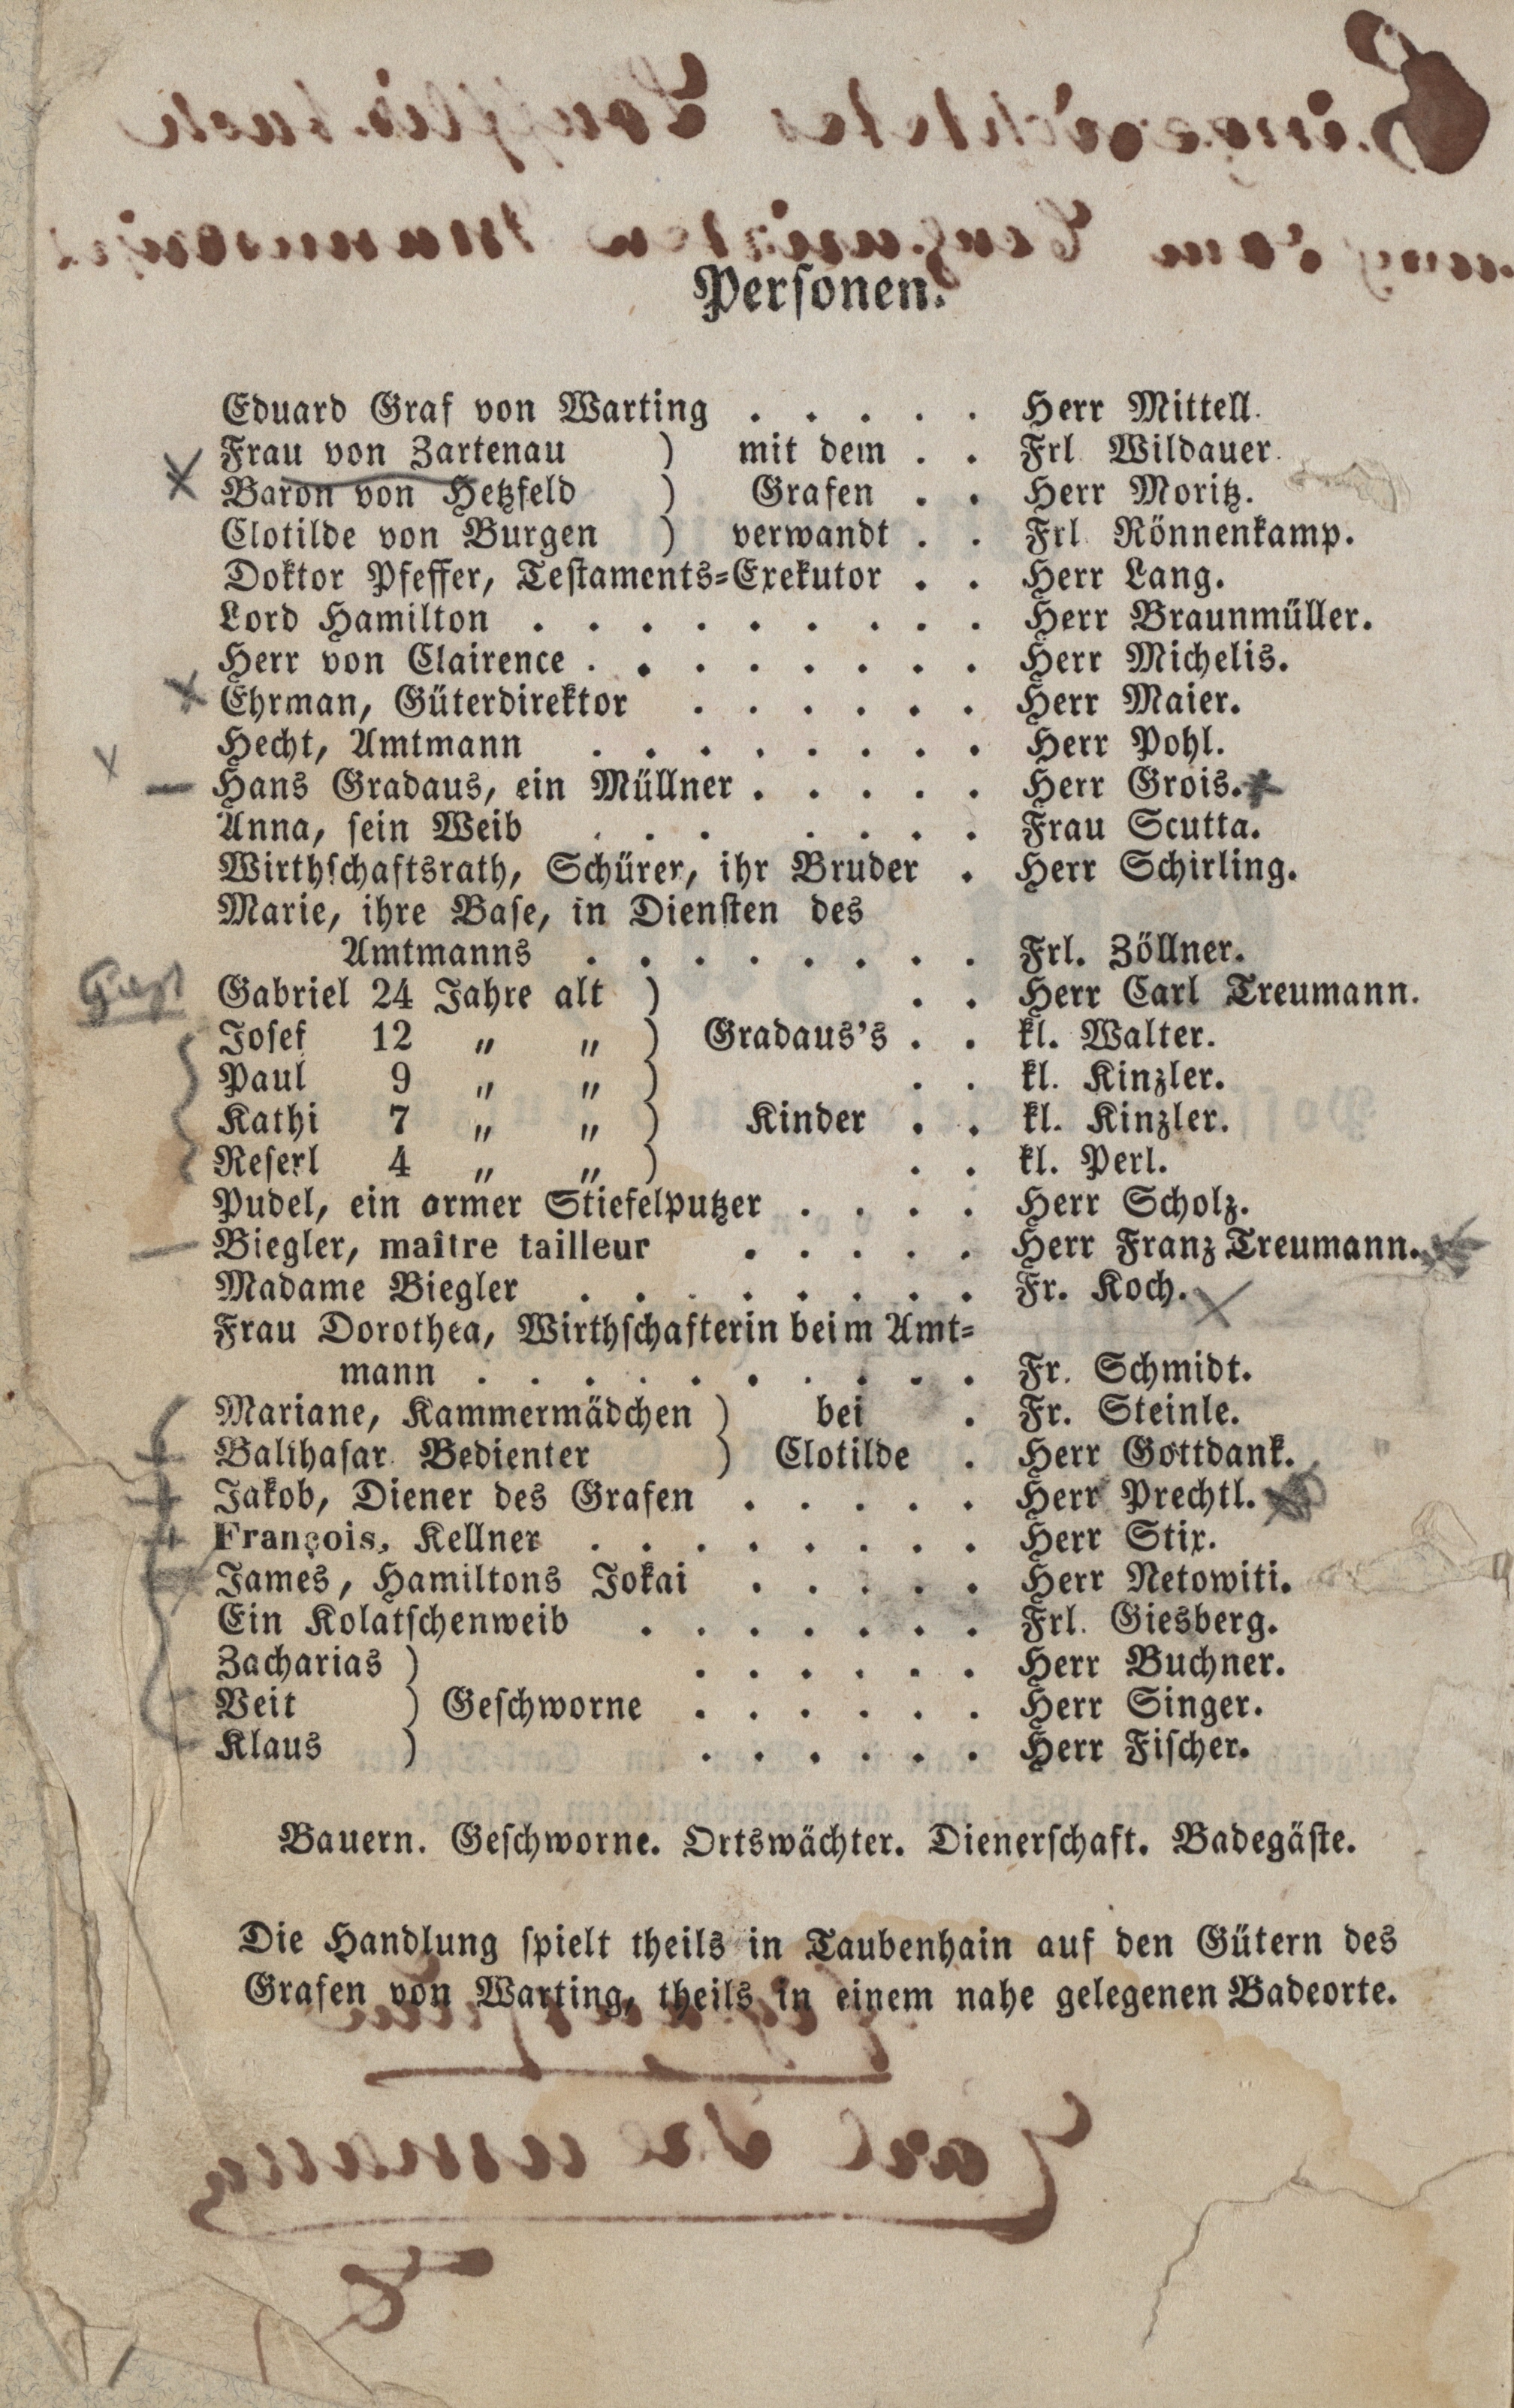 Personen.
Eduard Graf von Warting . . . . . Herr Mittell.
Frau von Zartenau ) mit dem . . Frl. Wildauer.
Baron von Hetzfeld ) Grafen . . Herr Moritz.
Clotilde von Burgen ) verwandt . . Frl. Rönnenkamp.
Doktor Pfeffer, Testaments-Exekutor . . Herr Lang.
Lord Hamilton . . . . . . . . . Herr Braunmüller.
Herr von Clairence . . . . . . . . Herr Michelis.
Ehrman, Güterdirektor . . . . . . Herr Maier.
Hecht, Amtmann . . . . . . . . Herr Pohl.
Hans Gradaus, ein Müllner . . . . . Herr Grois.
Anna, sein Weib . . . . . . . Frau Scutta.
Wirthschaftsrath, Schürer, ihr Bruder . Herr Schirling.
Marie, ihre Base, in Diensten des
Amtmanns . . . . . . . . Frl. Zöllner.
Gabriel 24 Jahre alt ) . . Herr Carl Treumann.
Josef 12 „ „ ) Gradaus's . . kl. Walter.
Paul 9 „ „ ) . . kl. Kinzler.
Kathi 7 „ „ ) Kinder . . kl. Kinzler.
Reserl 4 „ „ ) . . kl. Perl.
Pudel, ein armer Stiefelputzer . . . . Herr Scholz.
Biegler, maître tailleur . . . . . Herr Franz Treumann.
Madame Biegler . . . . . . . . Fr. Koch.
Frau Dorothea, Wirthschafterin beim Amt-
mann . . . . . . . . . . Fr. Schmidt.
Mariane, Kammermädchen ) bei . Fr. Steinle.
Balthasar Bedienter ) Clotilde . Herr Gottdank.
Jakob, Diener des Grafen . . . . . Herr Prechtl.
François, Kellner . . . . . . . . Herr Stix.
James, Hamiltons Jokai . . . . . Herr Netowiti.
Ein Kolatschenweib . . . . . . . Frl. Giesberg.
Zacharias ) . . . . . . Herr Buchner.
Veit ) Geschworne . . . . . . Herr Singer.
Klaus ) . . . . . . Herr Fischer.
Bauern. Geschworne. Ortswächter. Dienerschaft. Badegäste.
Die Handlung spielt theils in Taubenhain auf den Gütern des
Grafen von Warting, theils in einem nahe gelegenen Badeorte.
Carl Treumann